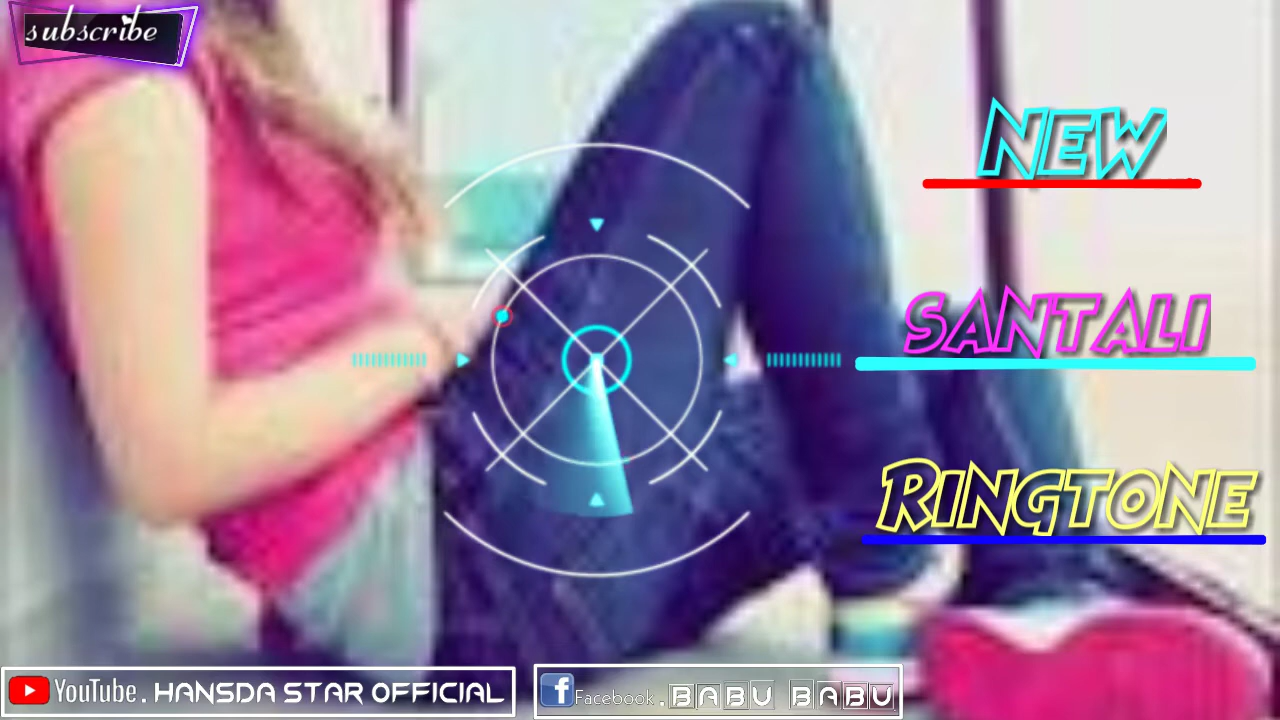 subscribe
NEW
SANTALI
RINGTONE
YouTube. HANSDA STAR OFFICIAL
f Facebook. BABU BABU